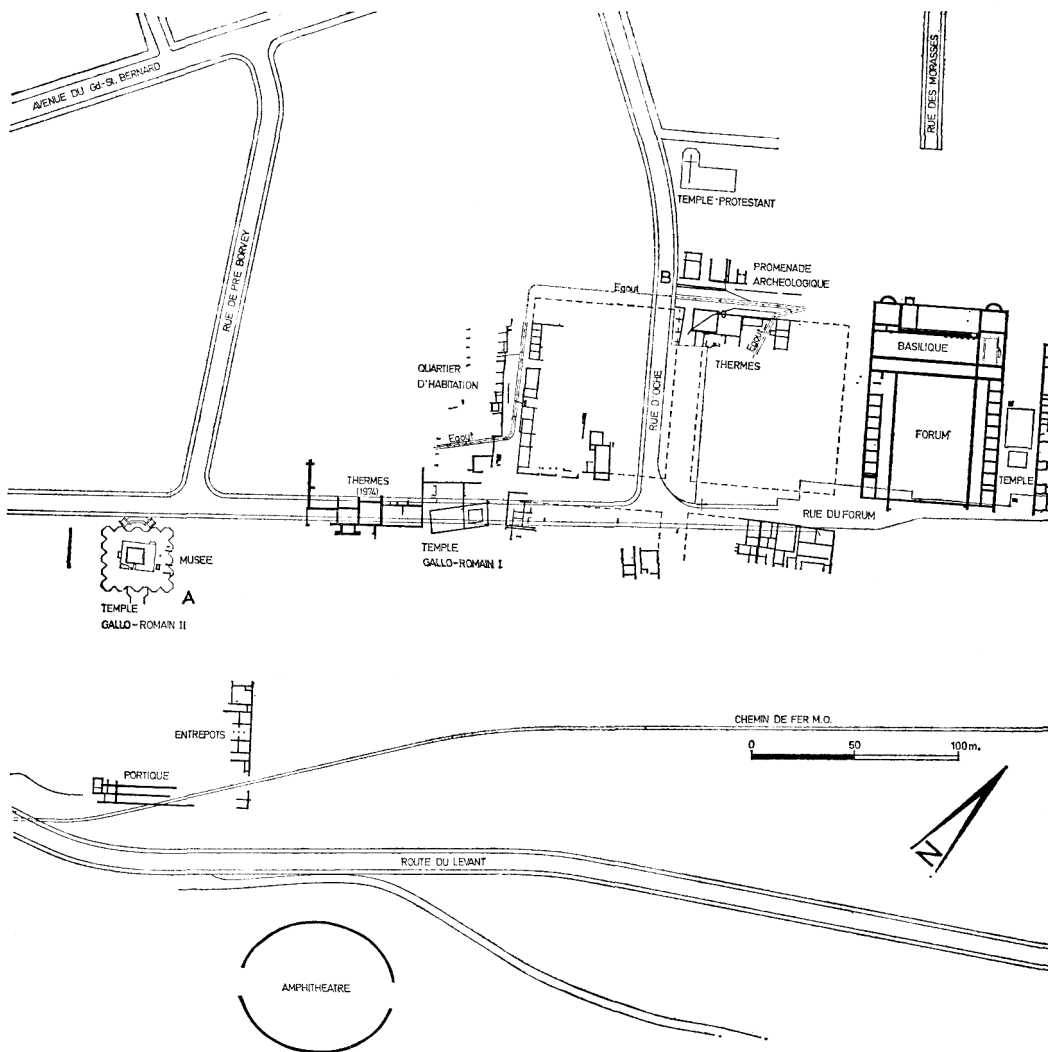 AVENUE DU Gd-St. BERNARD
RUE DES MORASSES
TEMPLE PROTESTANT
RUE DE PRE BORVEY
B
PROMENADE
ARCHEOLOGIQUE
Egout
Egout
BASILIQUE
THERMES
QUARTIER
D'HABITATION
RUE D'OCHE
Egout
FORUM
THERMES
(1974)
TEMPLE
RUE DU FORUM
MUSEE
TEMPLE
GALLO-ROMAIN I
A
TEMPLE
GALLO-ROMAIN II
CHEMIN DE FER M.O.
ENTREPOTS
0 50 100 m.
PORTIQUE
N
ROUTE DU LEVANT
AMPHITHEATRE